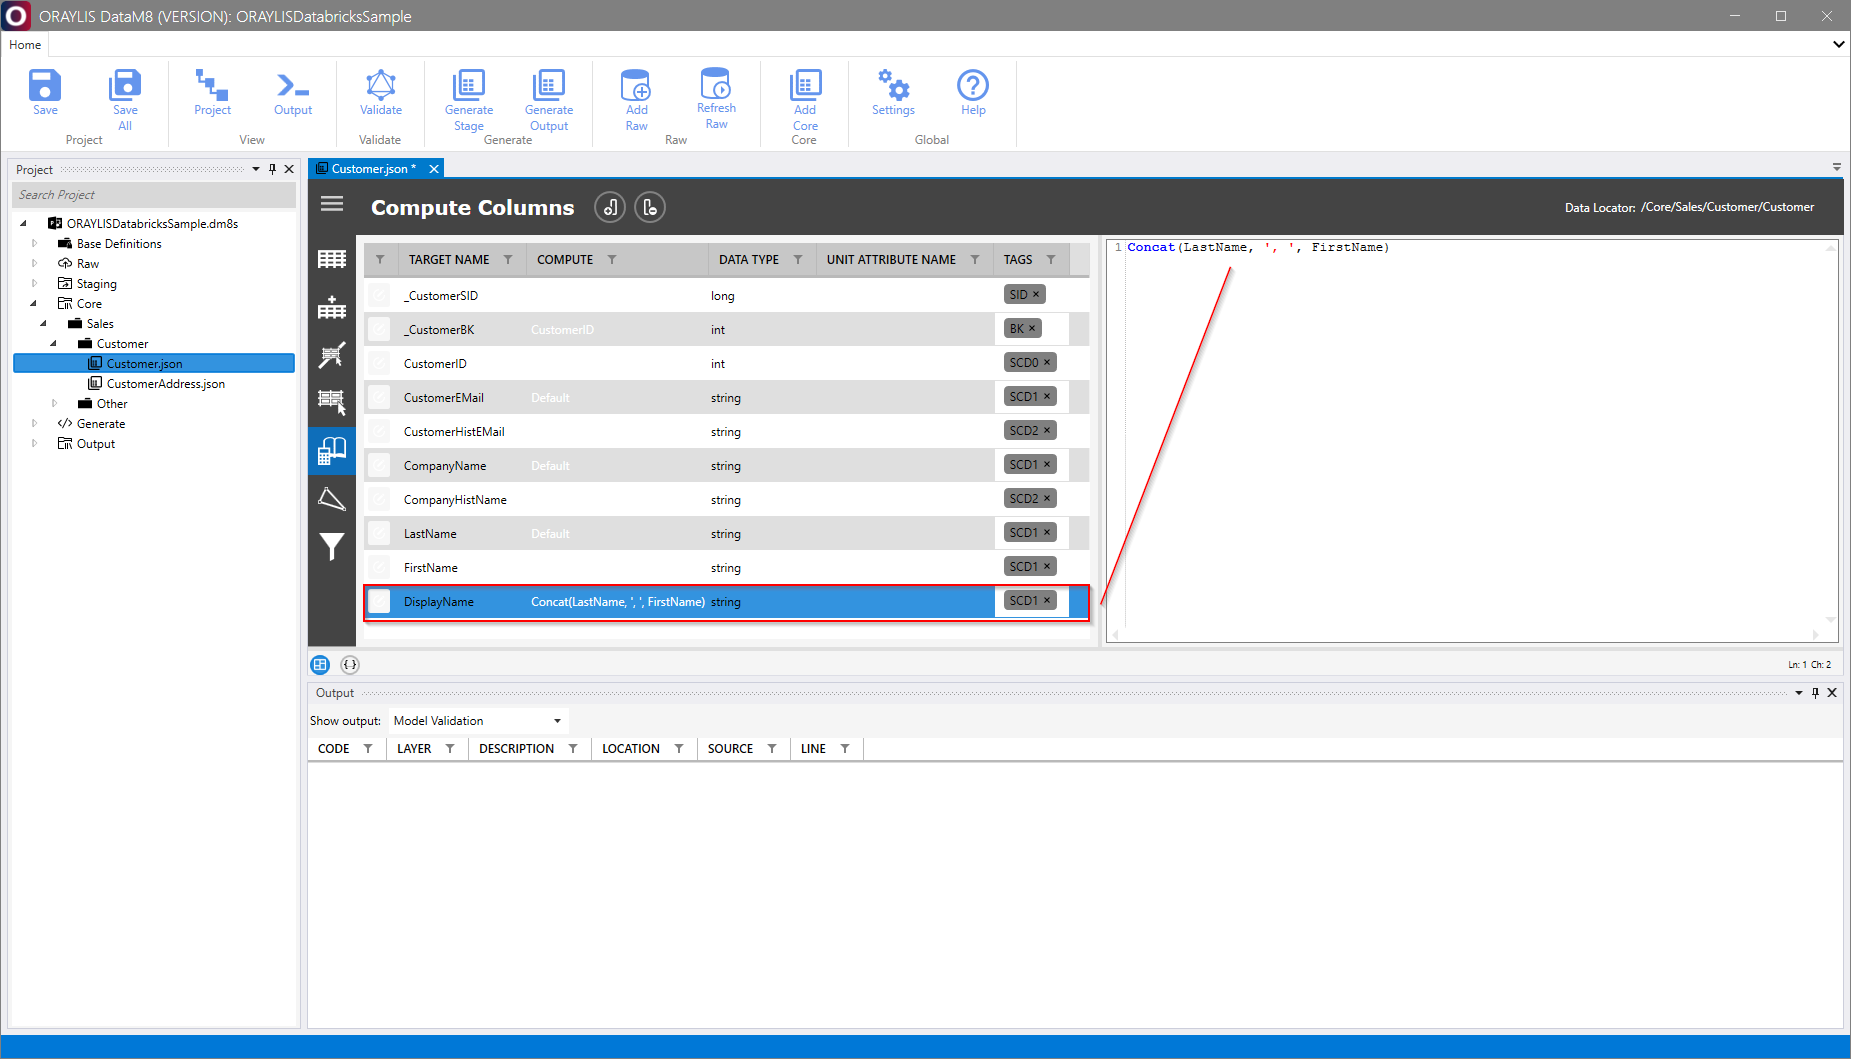 ORAYLIS DataM8 (VERSION): ORAYLISDatabricksSample
Home
Save
Save All
Project
Project
Output
View
Validate
Validate
Generate Stage
Generate Output
Generate
Add Raw
Refresh Raw
Raw
Add Core
Core
Settings
Help
Global
Project
Search Project
ORAYLISDatabricksSample.dm8s
Base Definitions
Raw
Staging
Core
Sales
Customer
Customer.json
CustomerAddress.json
Other
Generate
Output
Customer.json *
Compute Columns
Data Locator: /Core/Sales/Customer/Customer
TARGET NAME COMPUTE DATA TYPE UNIT ATTRIBUTE NAME TAGS
_CustomerSID long SID ×
_CustomerBK CustomerID int BK ×
CustomerID int SCD0 ×
CustomerEMail Default string SCD1 ×
CustomerHistEMail string SCD2 ×
CompanyName Default string SCD1 ×
CompanyHistName string SCD2 ×
LastName Default string SCD1 ×
FirstName string SCD1 ×
DisplayName Concat(LastName, ', ', FirstName) string SCD1 ×
1 Concat(LastName, ', ', FirstName)
{·}
Ln: 1 Ch: 2
Output
Show output: Model Validation
CODE LAYER DESCRIPTION LOCATION SOURCE LINE